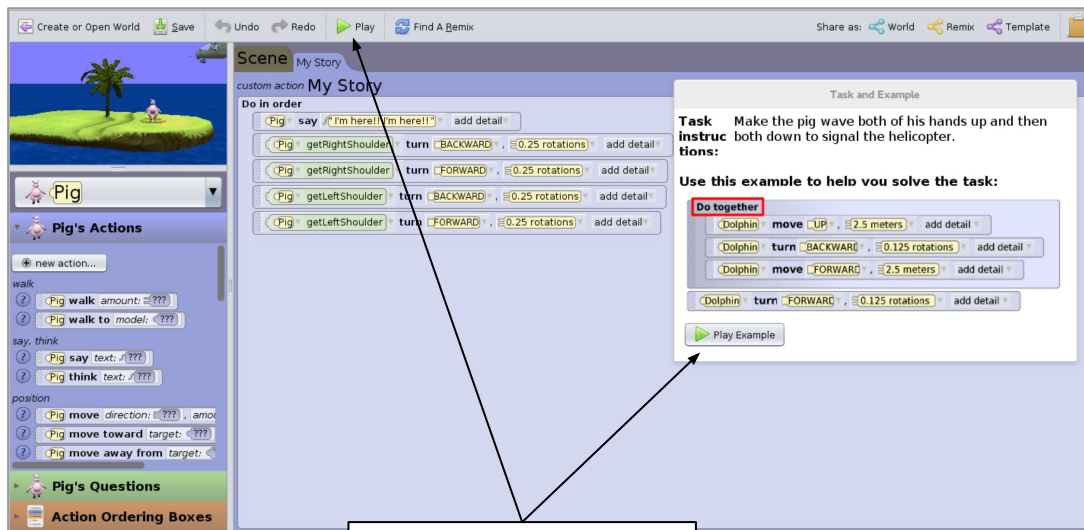 Create or Open World Save Undo Redo Play Find A Remix Share as: World Remix Template
Scene My Story
custom action My Story
Do in order
Pig say "I'm here!! I'm here!!" add detail
Pig getRightShoulder turn BACKWARD , 0.25 rotations add detail
Pig getRightShoulder turn FORWARD , 0.25 rotations add detail
Pig getLeftShoulder turn BACKWARD , 0.25 rotations add detail
Pig getLeftShoulder turn FORWARD , 0.25 rotations add detail
Pig
Pig's Actions
new action...
walk
? Pig walk amount: ???
? Pig walk to model: ???
say, think
? Pig say text: ???
? Pig think text: ???
position
? Pig move direction: ??? , amou
? Pig move toward target: ???
? Pig move away from target: ?
Pig's Questions
Action Ordering Boxes
Task and Example
Task Make the pig wave both of his hands up and then
instruc both down to signal the helicopter.
tions:
Use this example to help you solve the task:
Do together
Dolphin move UP , 2.5 meters add detail
Dolphin turn BACKWARD , 0.125 rotations add detail
Dolphin move FORWARD , 2.5 meters add detail
Dolphin turn FORWARD , 0.125 rotations add detail
Play Example